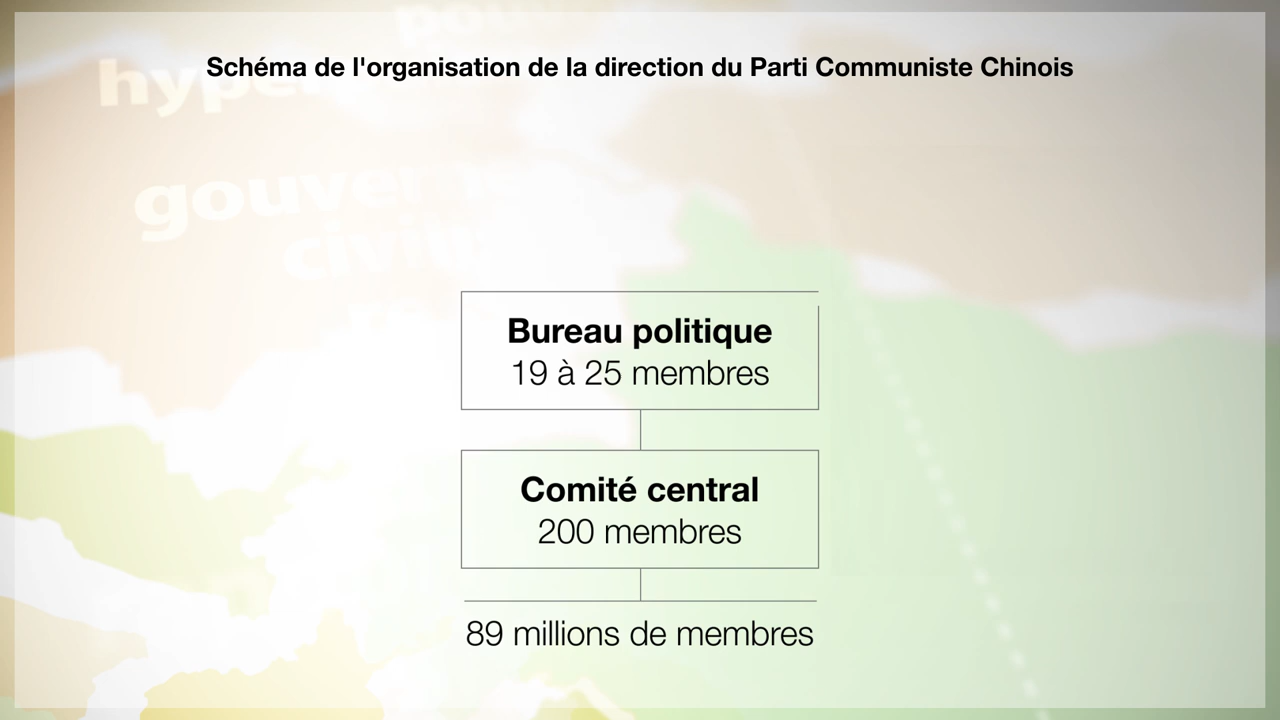 Schéma de l'organisation de la direction du Parti Communiste Chinois
Bureau politique
19 à 25 membres
Comité central
200 membres
89 millions de membres